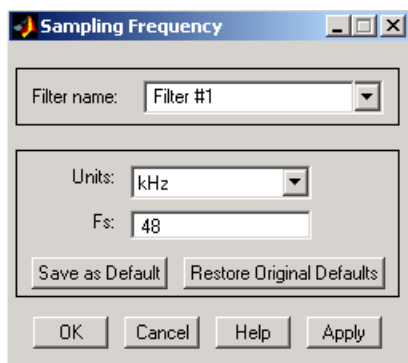 Sampling Frequency
Filter name: Filter #1
Units: kHz
Fs: 48
Save as Default Restore Original Defaults
OK Cancel Help Apply